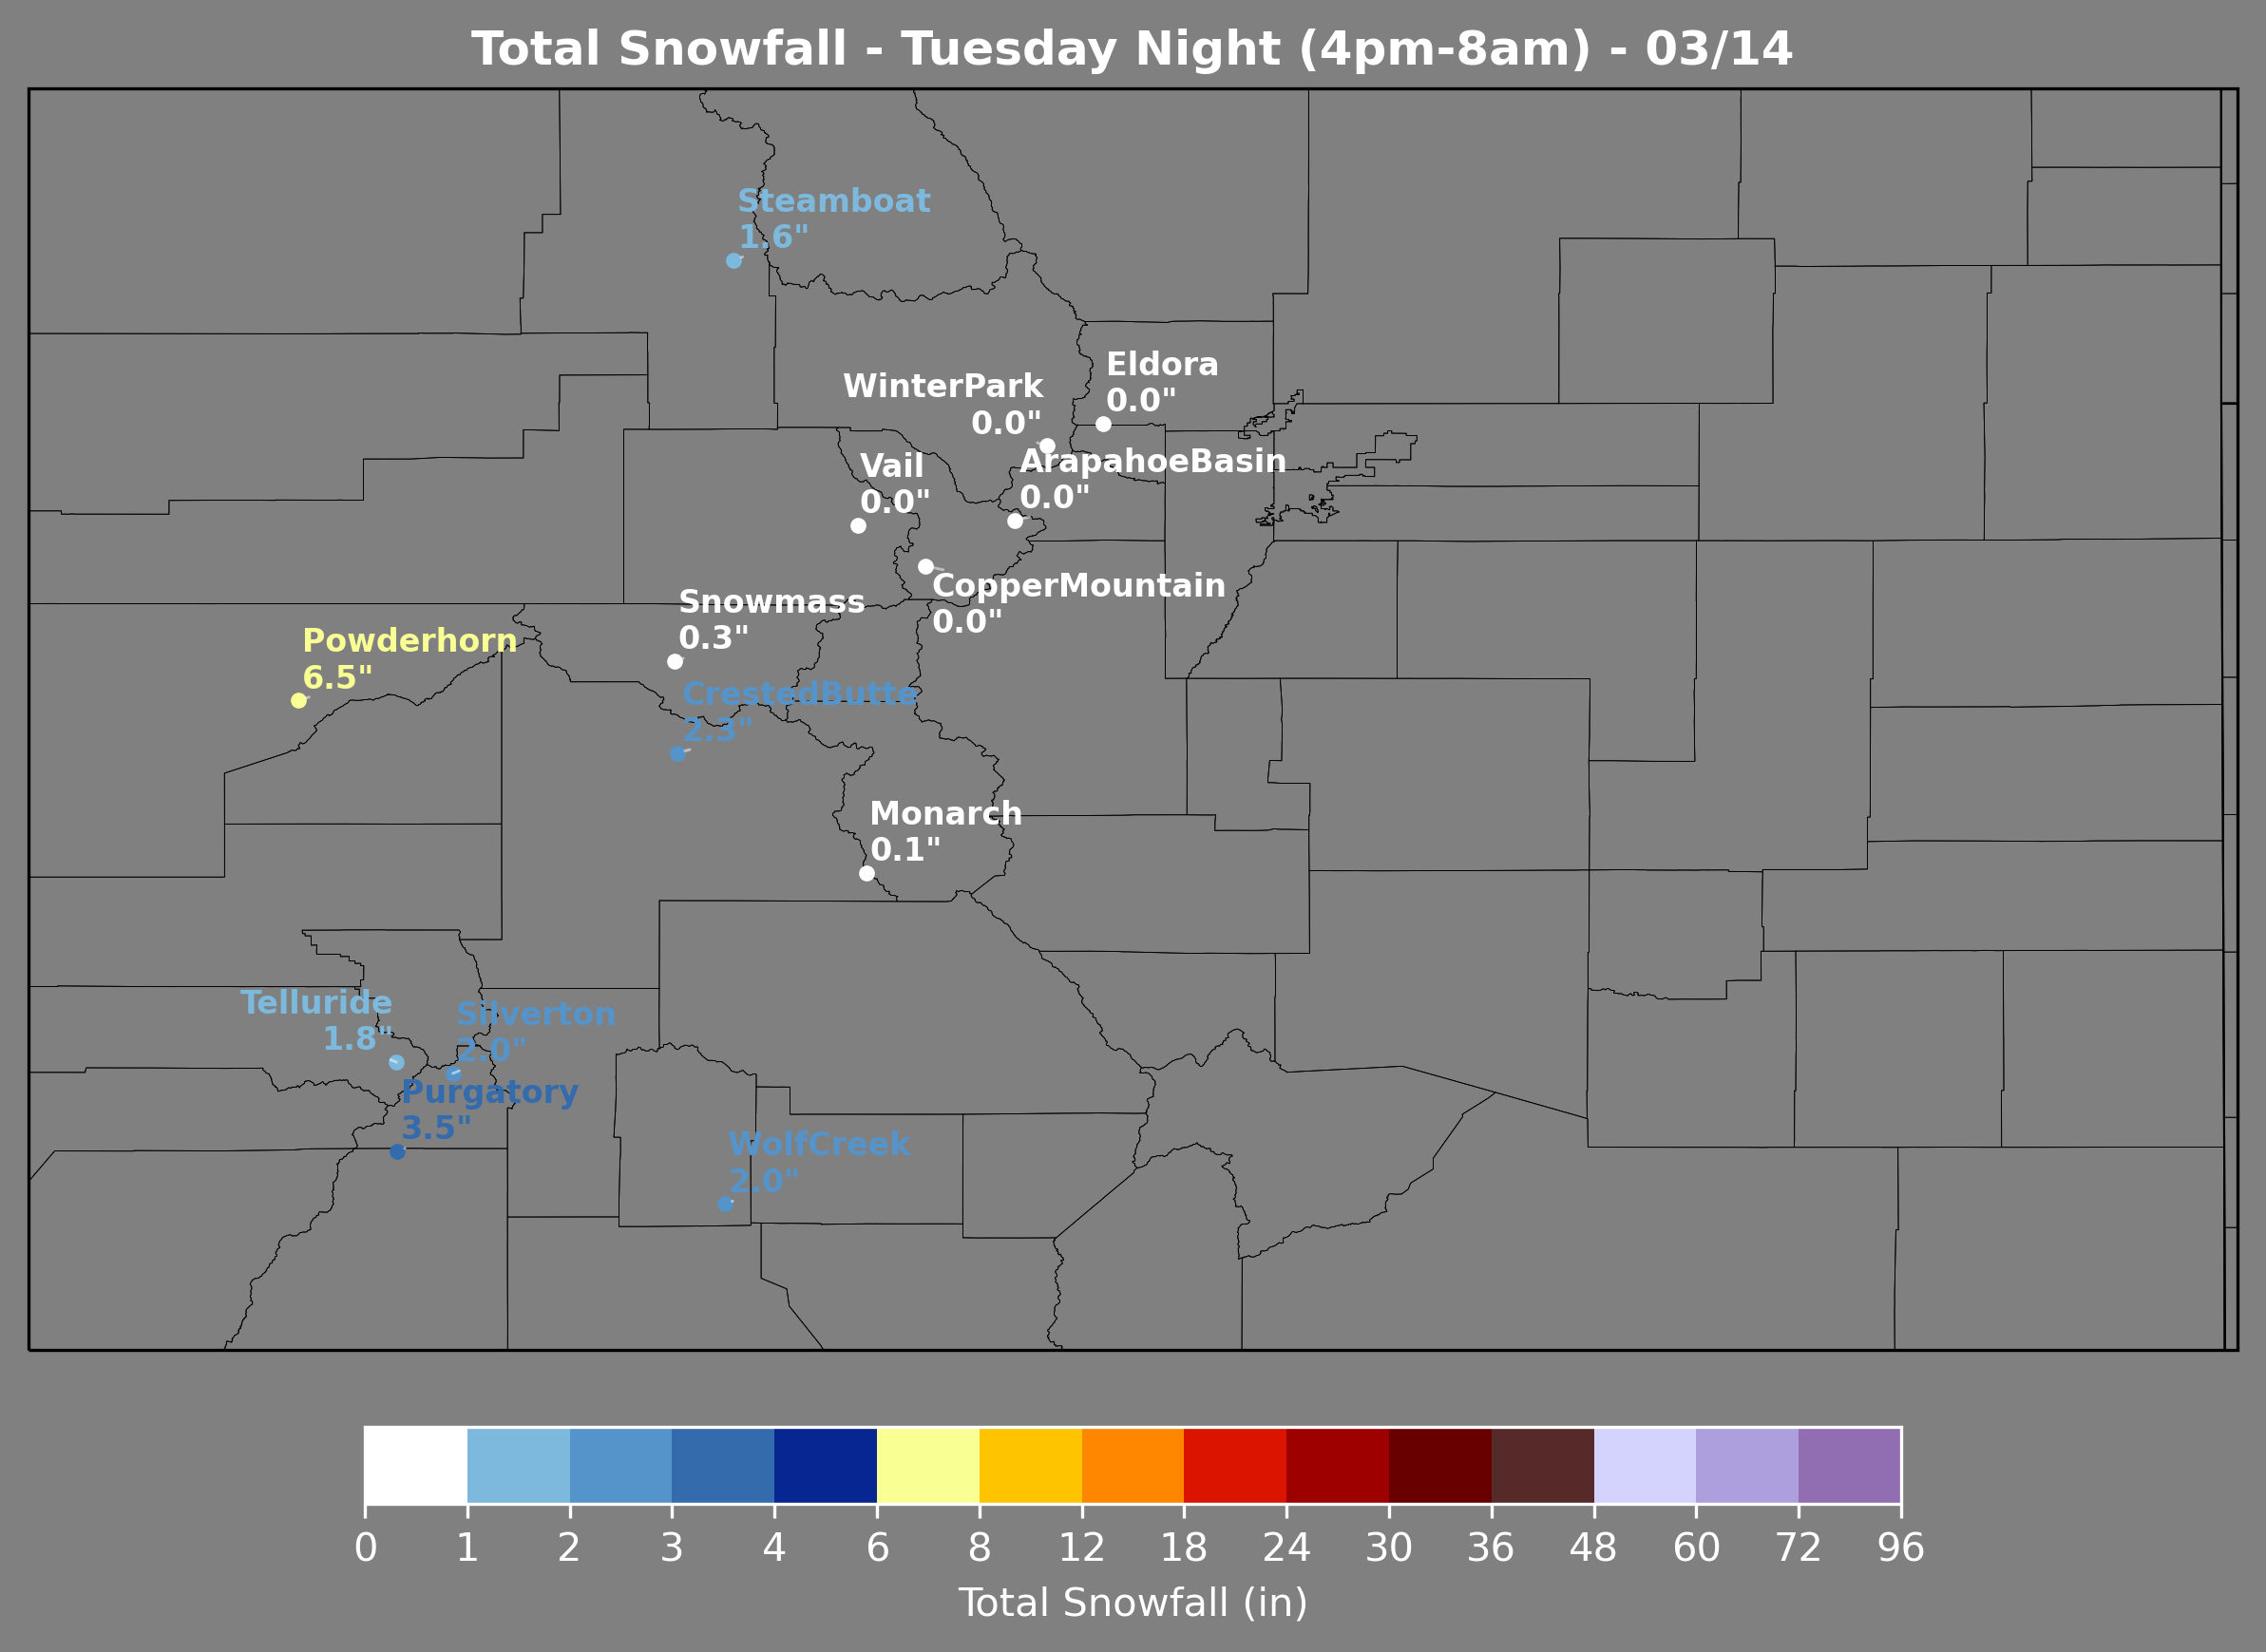 Total Snowfall - Tuesday Night (4pm-8am) - 03/14
Steamboat
1.6"
Eldora
0.0"
WinterPark
0.0"
Vail
0.0"
ArapahoeBasin
0.0"
CopperMountain
0.0"
Snowmass
0.3"
Powderhorn
6.5"
CrestedButte
2.3"
Monarch
0.1"
Telluride
1.8"
Silverton
2.0"
Purgatory
3.5"
WolfCreek
2.0"
0 1 2 3 4 6 8 12 18 24 30 36 48 60 72 96
Total Snowfall (in)